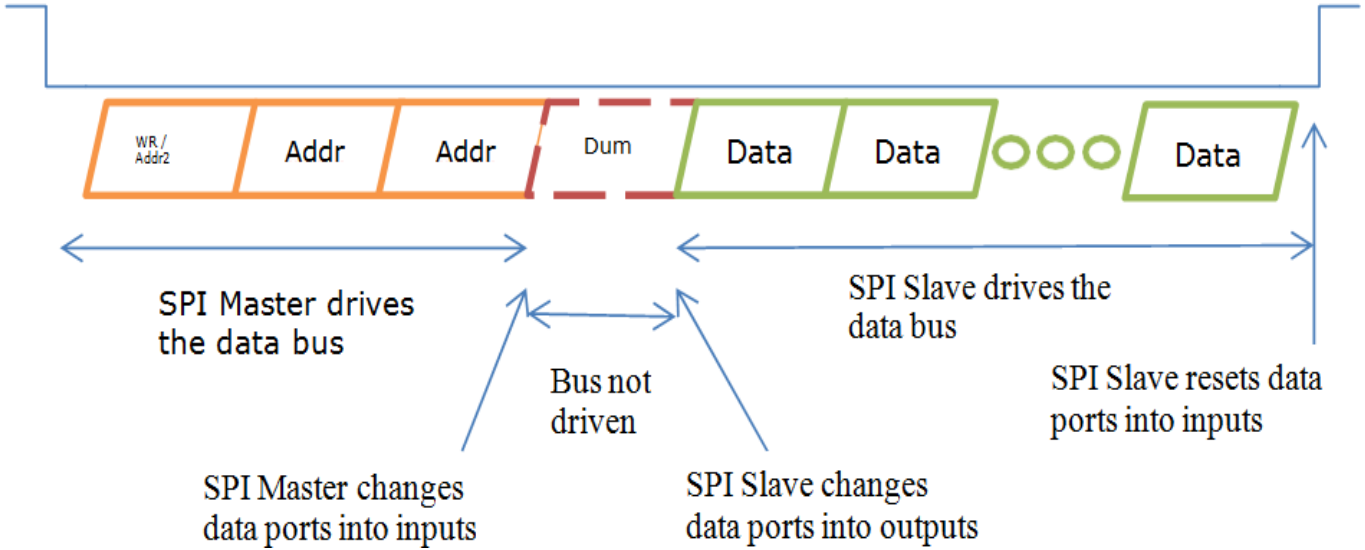 WR /
Addr2
Addr
Addr
Dum
Data
Data
Data
SPI Master drives
the data bus
SPI Slave drives the
data bus
Bus not
driven
SPI Slave resets data
ports into inputs
SPI Master changes
data ports into inputs
SPI Slave changes
data ports into outputs